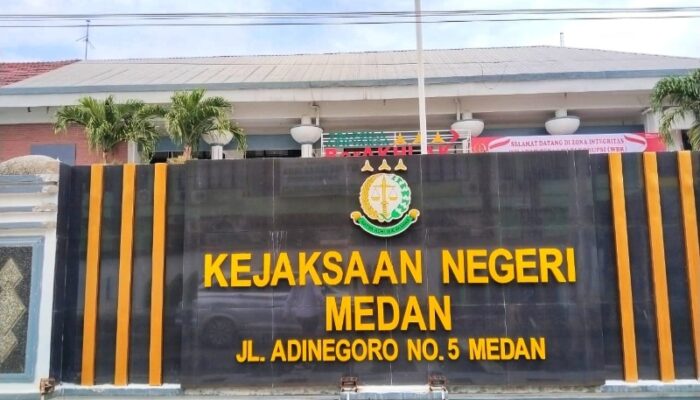 SELAMAT DATANG DI ZONA INTEGRITAS
KEJAKSAAN NEGERI
MEDAN
JL. ADINEGORO NO. 5 MEDAN